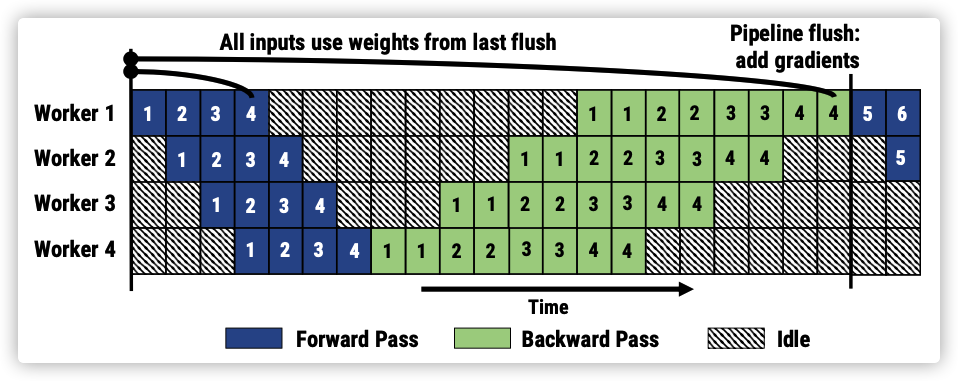 All inputs use weights from last flush
Pipeline flush:
add gradients
Worker 1 1 2 3 4 1 1 2 2 3 3 4 4 5 6
Worker 2 1 2 3 4 1 1 2 2 3 3 4 4 5
Worker 3 1 2 3 4 1 1 2 2 3 3 4 4
Worker 4 1 2 3 4 1 1 2 2 3 3 4 4
Time
Forward Pass Backward Pass Idle